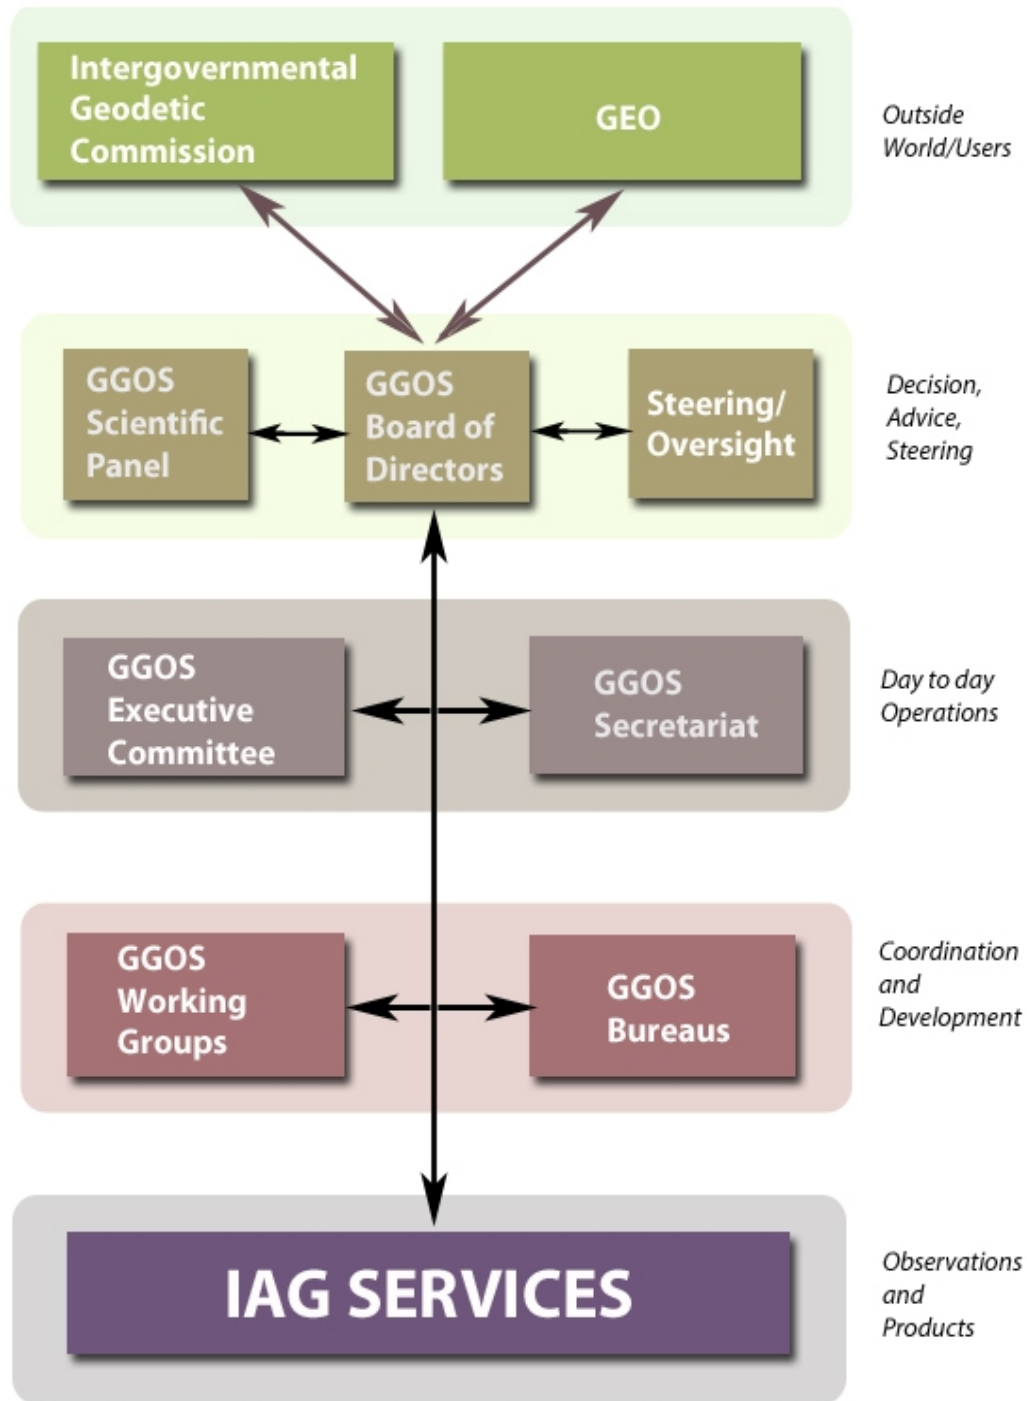 Intergovernmental
Geodetic
Commission
GEO
Outside
World/Users
GGOS
Scientific
Panel
GGOS
Board of
Directors
Steering/
Oversight
Decision,
Advice,
Steering
GGOS
Executive
Committee
GGOS
Secretariat
Day to day
Operations
GGOS
Working
Groups
GGOS
Bureaus
Coordination
and
Development
IAG SERVICES
Observations
and
Products